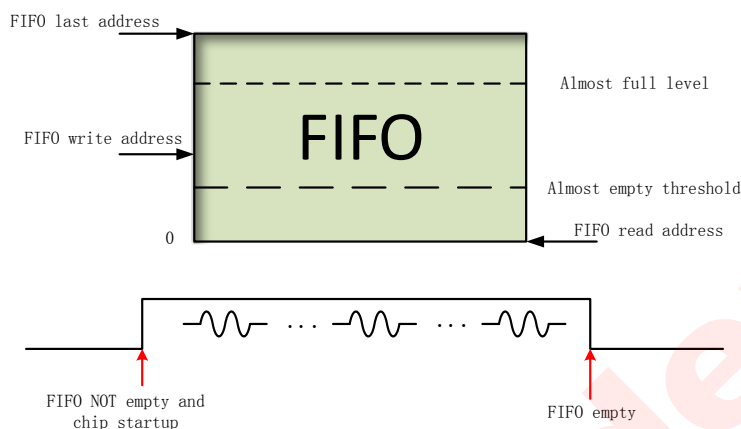 FIFO last address
Almost full level
FIFO
FIFO write address
Almost empty threshold
FIFO read address
0
... ...
FIFO NOT empty and
chip startup
FIFO empty